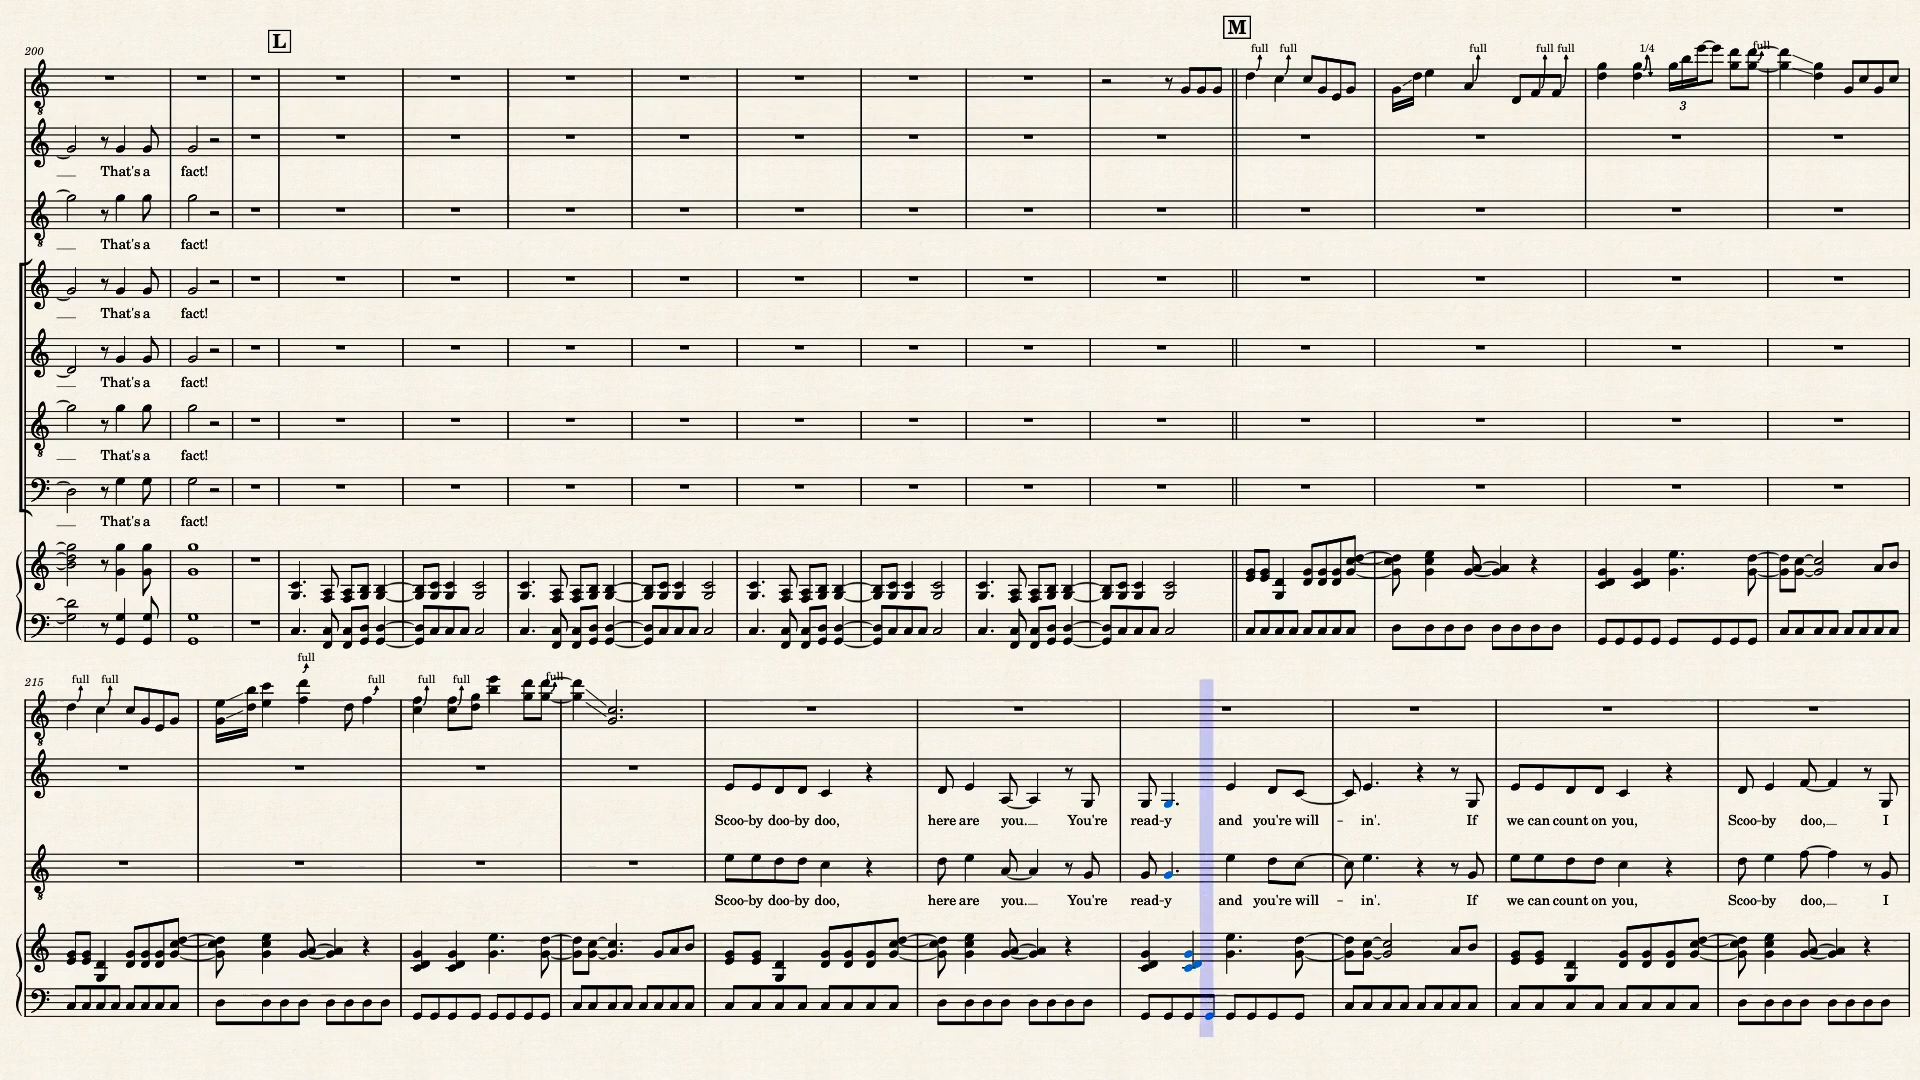 L
M
200
full full full full full 1/4 full
3
That's a fact!
That's a fact!
That's a fact!
That's a fact!
That's a fact!
That's a fact!
215
full full full full full full full
Scoo-by doo-by doo, here are you. You're read-y and you're will - in'. If we can count on you, Scoo-by doo, I
Scoo-by doo-by doo, here are you. You're read-y and you're will - in'. If we can count on you, Scoo-by doo, I